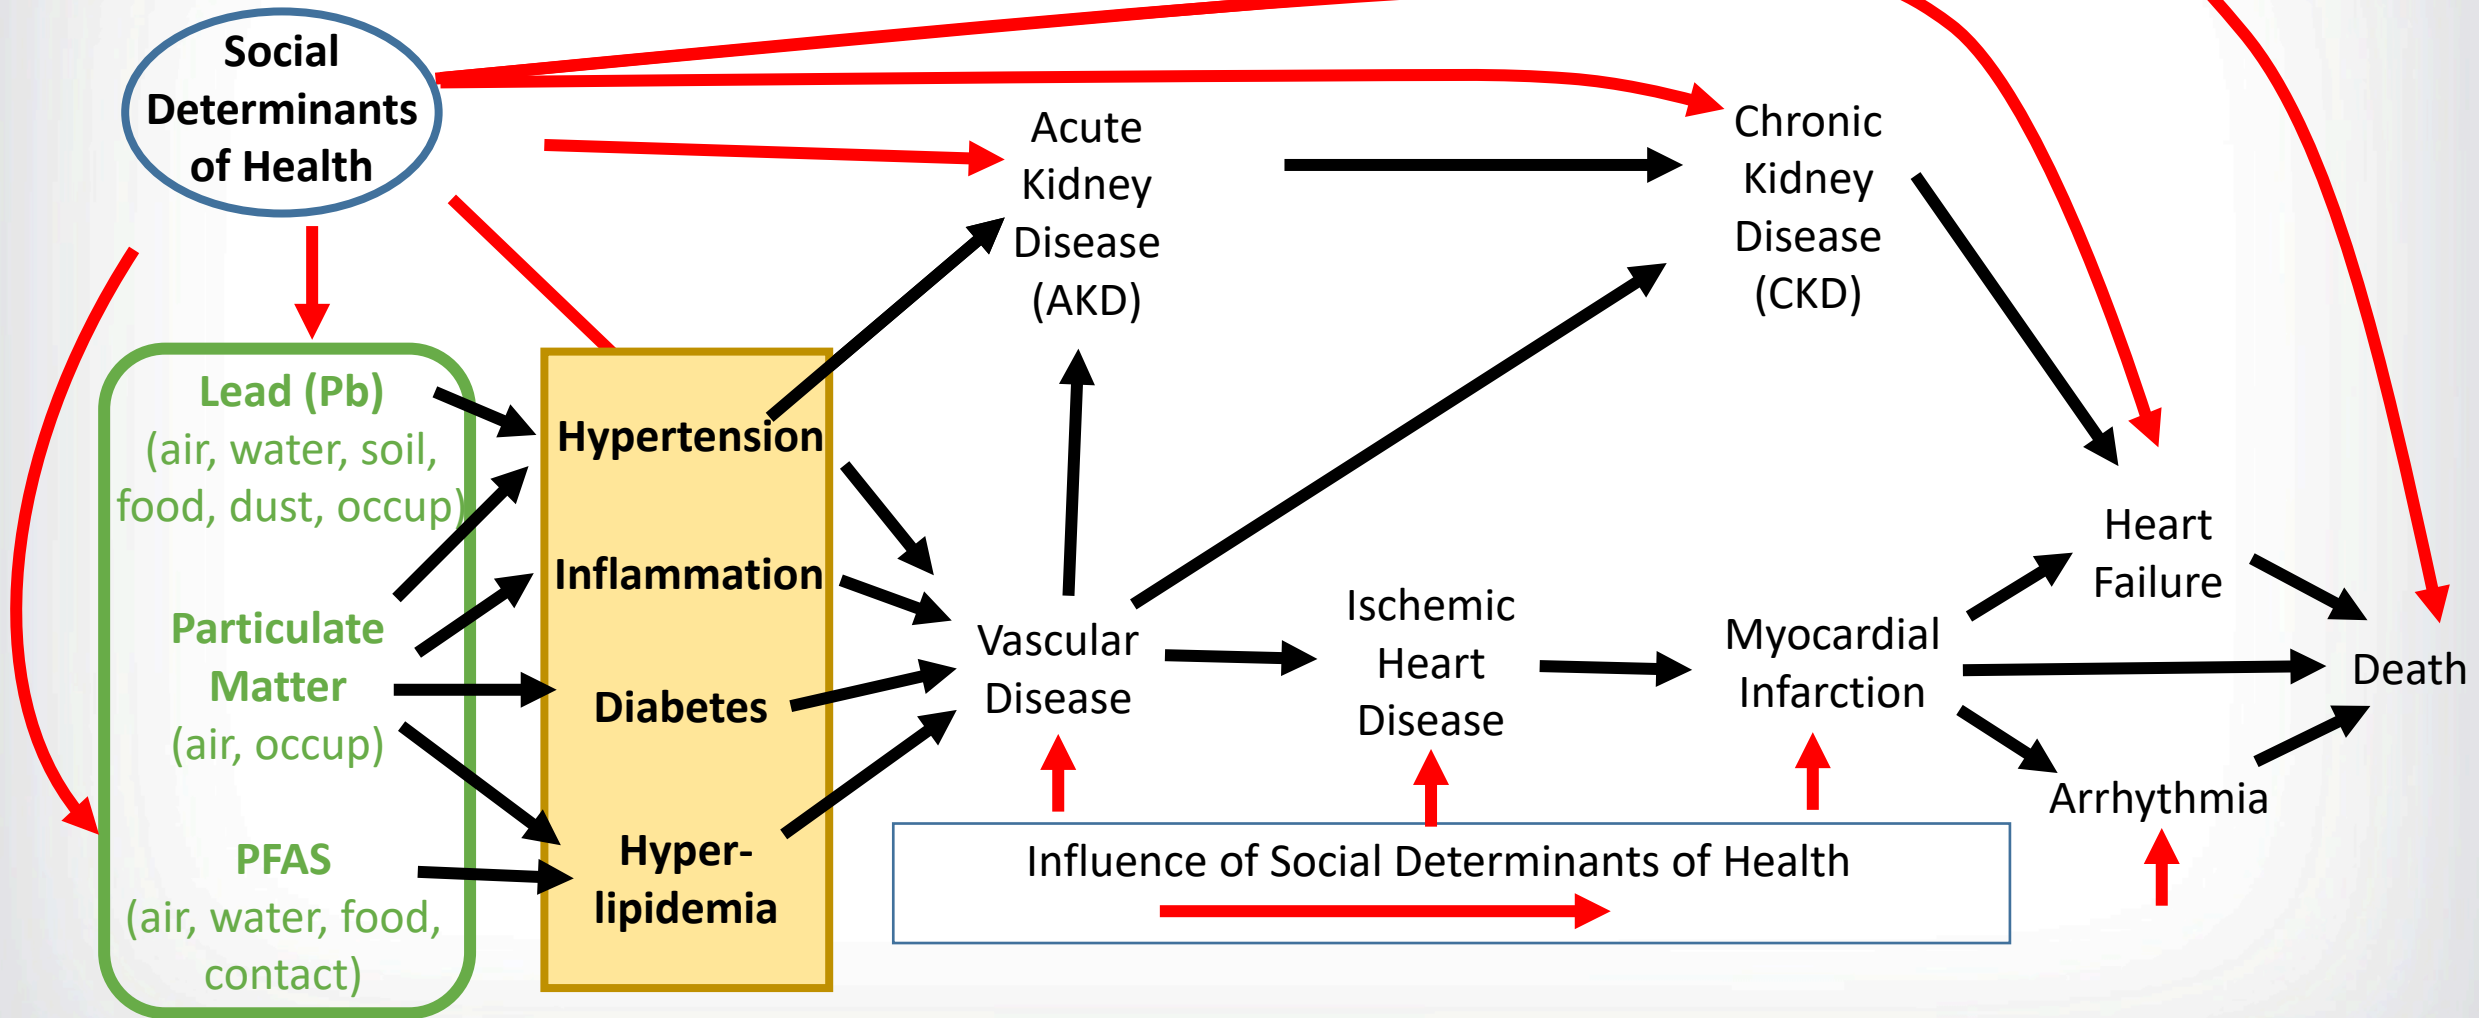 Social
Determinants
of Health
Acute
Kidney
Disease
(AKD)
Chronic
Kidney
Disease
(CKD)
Lead (Pb)
(air, water, soil,
food, dust, occup)
Particulate
Matter
(air, occup)
PFAS
(air, water, food,
contact)
Hypertension
Inflammation
Diabetes
Hyper-
lipidemia
Vascular
Disease
Ischemic
Heart
Disease
Myocardial
Infarction
Heart
Failure
Death
Arrhythmia
Influence of Social Determinants of Health